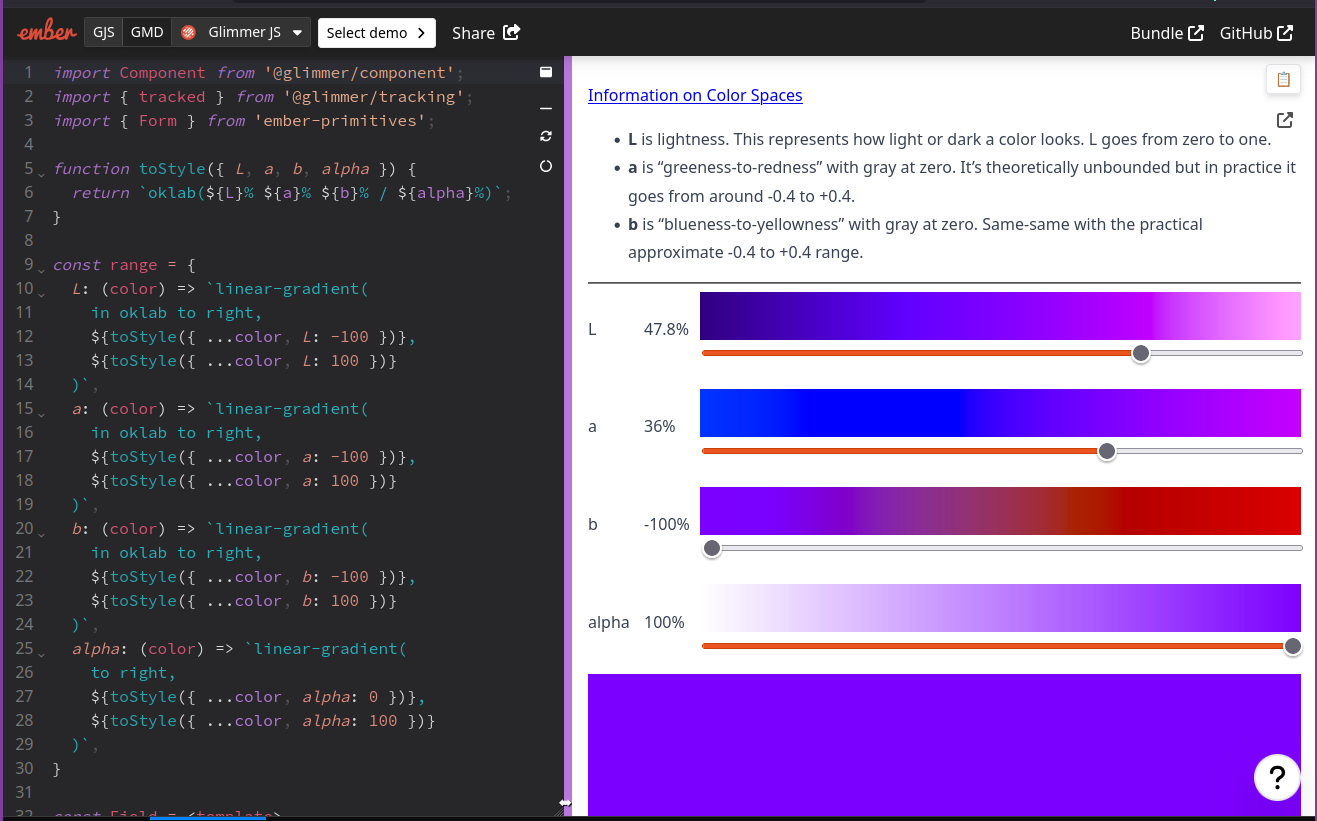 ember GJS GMD Glimmer JS Select demo Share Bundle GitHub
1 import Component from '@glimmer/component';
2 import { tracked } from '@glimmer/tracking';
3 import { Form } from 'ember-primitives';
4
5 function toStyle({ L, a, b, alpha }) {
6   return `oklab(${L}% ${a}% ${b}% / ${alpha}%)`;
7 }
8
9 const range = {
10   L: (color) => `linear-gradient(
11     in oklab to right,
12     ${toStyle({ ...color, L: -100 })},
13     ${toStyle({ ...color, L: 100 })}
14   )`,
15   a: (color) => `linear-gradient(
16     in oklab to right,
17     ${toStyle({ ...color, a: -100 })},
18     ${toStyle({ ...color, a: 100 })}
19   )`,
20   b: (color) => `linear-gradient(
21     in oklab to right,
22     ${toStyle({ ...color, b: -100 })},
23     ${toStyle({ ...color, b: 100 })}
24   )`,
25   alpha: (color) => `linear-gradient(
26     to right,
27     ${toStyle({ ...color, alpha: 0 })},
28     ${toStyle({ ...color, alpha: 100 })}
29   )`,
30 }
31
32 const Field = <template>
Information on Color Spaces
• L is lightness. This represents how light or dark a color looks. L goes from zero to one.
• a is “greeness-to-redness” with gray at zero. It’s theoretically unbounded but in practice it
goes from around -0.4 to +0.4.
• b is “blueness-to-yellowness” with gray at zero. Same-same with the practical
approximate -0.4 to +0.4 range.
L 47.8%
a 36%
b -100%
alpha 100%
?